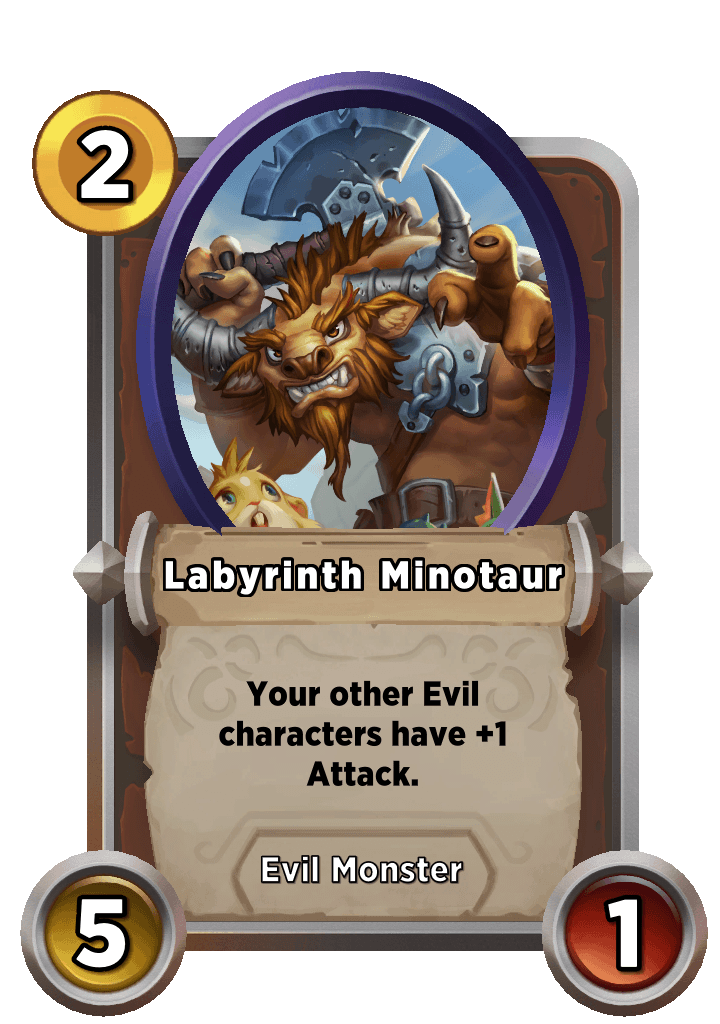 2
Labyrinth Minotaur
Your other Evil
characters have +1
Attack.
Evil Monster
5
1